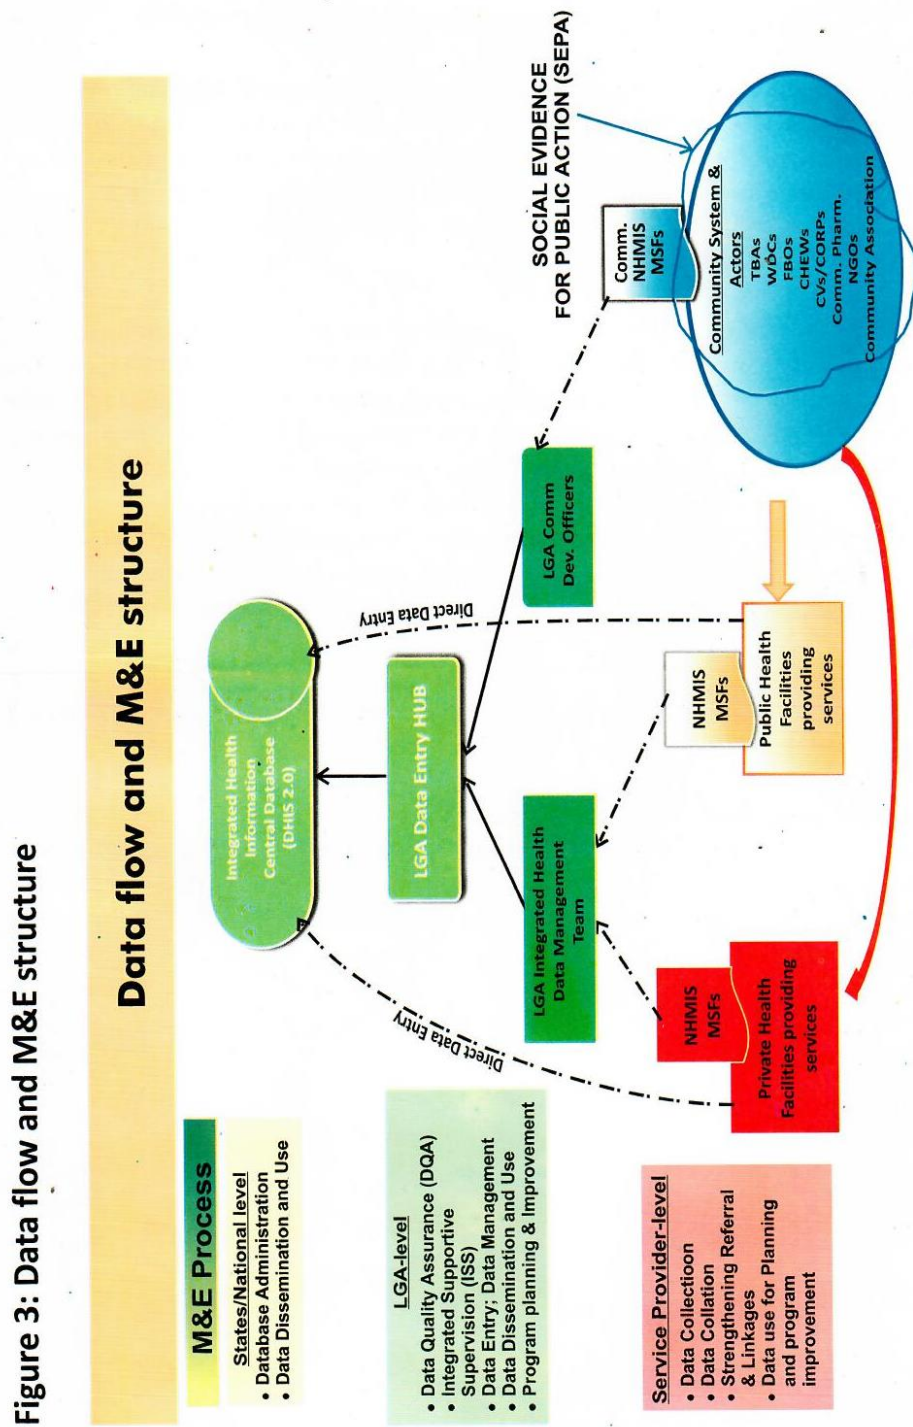 Figure 3: Data flow and M&E structure
Data flow and M&E structure
M&E Process
States/National level
• Database Administration
• Data Dissemination and Use
LGA-level
• Data Quality Assurance (DQA)
• Integrated Supportive
Supervision (ISS)
• Data Entry; Data Management
• Data Dissemination and Use
• Program planning & Improvement
Service Provider-level
• Data Collectioon
• Data Collation
• Strengthening Referral
& Linkages
• Data use for Planning
and program
improvement
Integrated Health
Information
Central Database
(DHIS 2.0)
LGA Data Entry HUB
Direct Data Entry
Direct Data Entry
LGA Integrated Health
Data Management
Team
LGA Comm
Dev. Officers
NHMIS
MSFs
Private Health
Facilities providing
services
NHMIS
MSFs
Public Health
Facilities
providing
services
SOCIAL EVIDENCE
FOR PUBLIC ACTION (SEPA)
Comm.
NHMIS
MSFs
Community System &
Actors
TBAs
WDCs
FBOs
CHEWs
CVs/CORPs
Comm. Pharm.
NGOs
Community Association